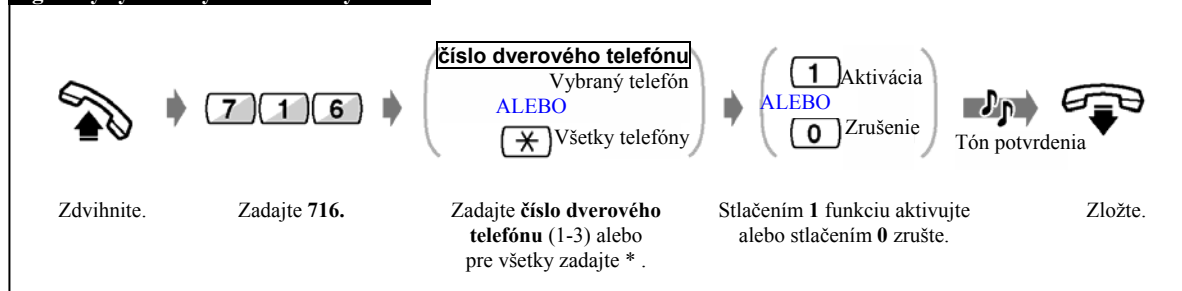 číslo dverového telefónu
Vybraný telefón
ALEBO
Všetky telefóny
7 1 6
1 Aktivácia
ALEBO
0 Zrušenie
Tón potvrdenia
Zdvihnite.
Zadajte 716.
Zadajte číslo dverového
telefónu (1-3) alebo
pre všetky zadajte * .
Stlačením 1 funkciu aktivujte
alebo stlačením 0 zrušte.
Zložte.